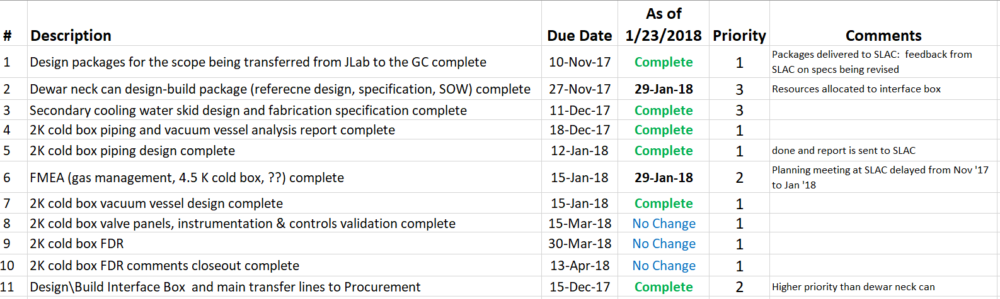 # Description Due Date As of 1/23/2018 Priority Comments
1 Design packages for the scope being transferred from JLab to the GC complete 10-Nov-17 Complete 1 Packages delivered to SLAC: feedback from SLAC on specs being revised
2 Dewar neck can design-build package (referecne design, specification, SOW) complete 27-Nov-17 29-Jan-18 3 Resources allocated to interface box
3 Secondary cooling water skid design and fabrication specification complete 11-Dec-17 Complete 3
4 2K cold box piping and vacuum vessel analysis report complete 18-Dec-17 Complete 1
5 2K cold box piping design complete 12-Jan-18 Complete 1 done and report is sent to SLAC
6 FMEA (gas management, 4.5 K cold box, ??) complete 15-Jan-18 29-Jan-18 2 Planning meeting at SLAC delayed from Nov '17 to Jan '18
7 2K cold box vacuum vessel design complete 15-Jan-18 Complete 1
8 2K cold box valve panels, instrumentation & controls validation complete 15-Mar-18 No Change 1
9 2K cold box FDR 30-Mar-18 No Change 1
10 2K cold box FDR comments closeout complete 13-Apr-18 No Change 1
11 Design\Build Interface Box and main transfer lines to Procurement 15-Dec-17 Complete 2 Higher priority than dewar neck can